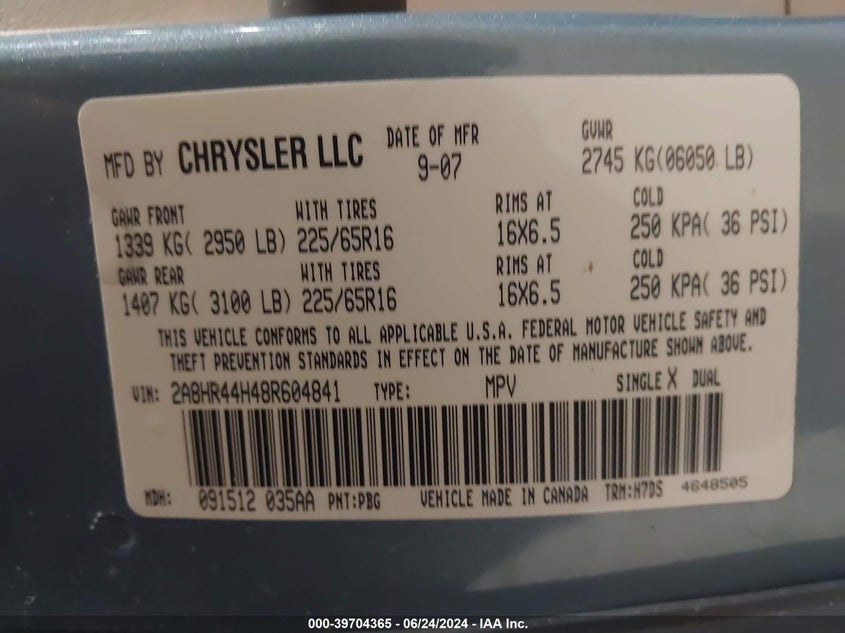 MFD BY CHRYSLER LLC DATE OF MFR 9-07 GVWR 2745 KG(06050 LB)
GAWR FRONT WITH TIRES RIMS AT COLD
1339 KG( 2950 LB) 225/65R16 16X6.5 250 KPA( 36 PSI)
GAWR REAR WITH TIRES RIMS AT COLD
1407 KG( 3100 LB) 225/65R16 16X6.5 250 KPA( 36 PSI)
THIS VEHICLE CONFORMS TO ALL APPLICABLE U.S.A. FEDERAL MOTOR VEHICLE SAFETY AND
THEFT PREVENTION STANDARDS IN EFFECT ON THE DATE OF MANUFACTURE SHOWN ABOVE.
VIN: 2A8HR44H48R604841 TYPE: MPV SINGLE X DUAL
MDH: 091512 035AA PNT:PBG VEHICLE MADE IN CANADA TRM:H7DS 4648505
000-39704365 - 06/24/2024 - IAA Inc.